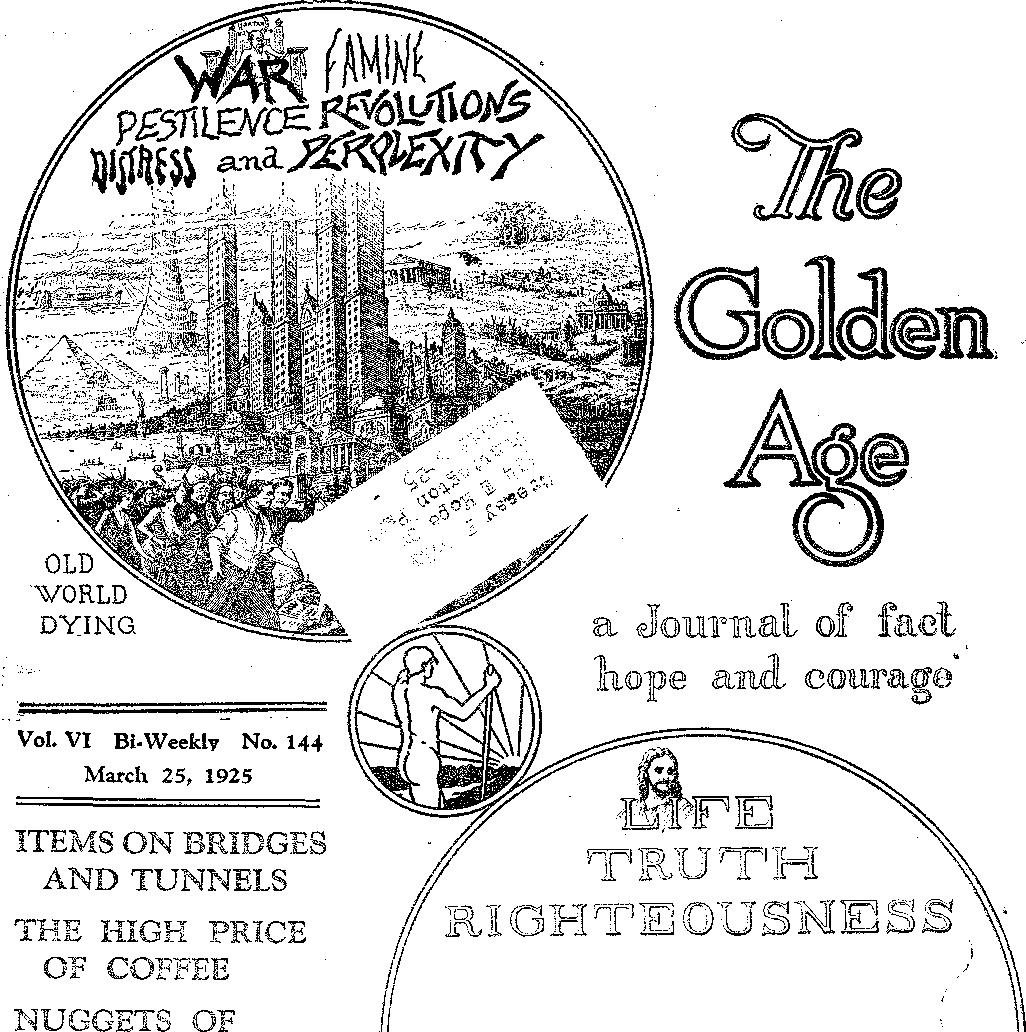 SATAN
WAR FAMINE
PESTILENCE REVOLUTIONS
DISTRESS and PERPLEXITY
The
Golden
Age
OLD
WORLD
DYING
a Journal of fact
hope and courage
Vol. VI Bi-Weekly No. 144
March 25, 1925
ITEMS ON BRIDGES
AND TUNNELS
THE HIGH PRICE
OF COFFEE
NUGGETS OF
LIFE
TRUTH
RIGHTEOUSNESS